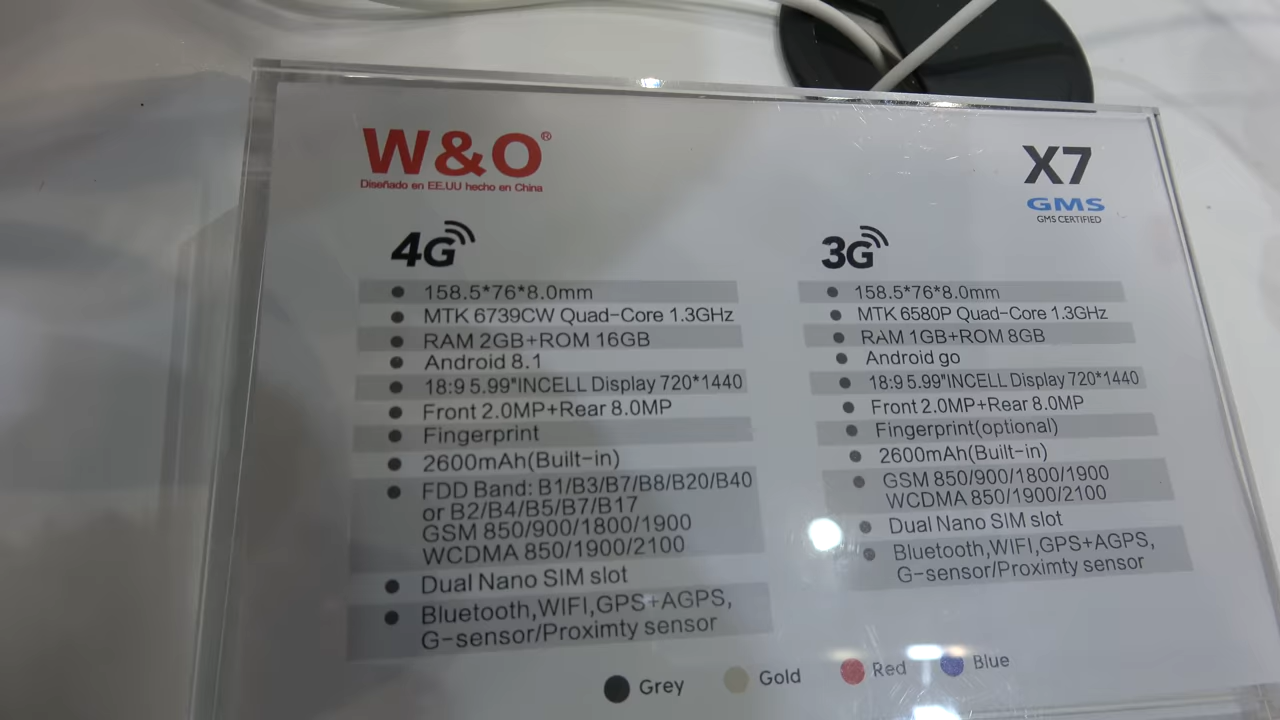 W&O®
Diseñado en EE.UU hecho en China
X7
GMS
GMS CERTIFIED
4G
158.5*76*8.0mm
MTK 6739CW Quad-Core 1.3GHz
RAM 2GB+ROM 16GB
Android 8.1
18:9 5.99"INCELL Display 720*1440
Front 2.0MP+Rear 8.0MP
Fingerprint
2600mAh(Built-in)
FDD Band: B1/B3/B7/B8/B20/B40
or B2/B4/B5/B7/B17
GSM 850/900/1800/1900
WCDMA 850/1900/2100
Dual Nano SIM slot
Bluetooth,WIFI,GPS+AGPS,
G-sensor/Proximty sensor
3G
158.5*76*8.0mm
MTK 6580P Quad-Core 1.3GHz
RAM 1GB+ROM 8GB
Android go
18:9 5.99"INCELL Display 720*1440
Front 2.0MP+Rear 8.0MP
Fingerprint(optional)
2600mAh(Built-in)
GSM 850/900/1800/1900
WCDMA 850/1900/2100
Dual Nano SIM slot
Bluetooth,WIFI,GPS+AGPS,
G-sensor/Proximty sensor
Grey Gold Red Blue